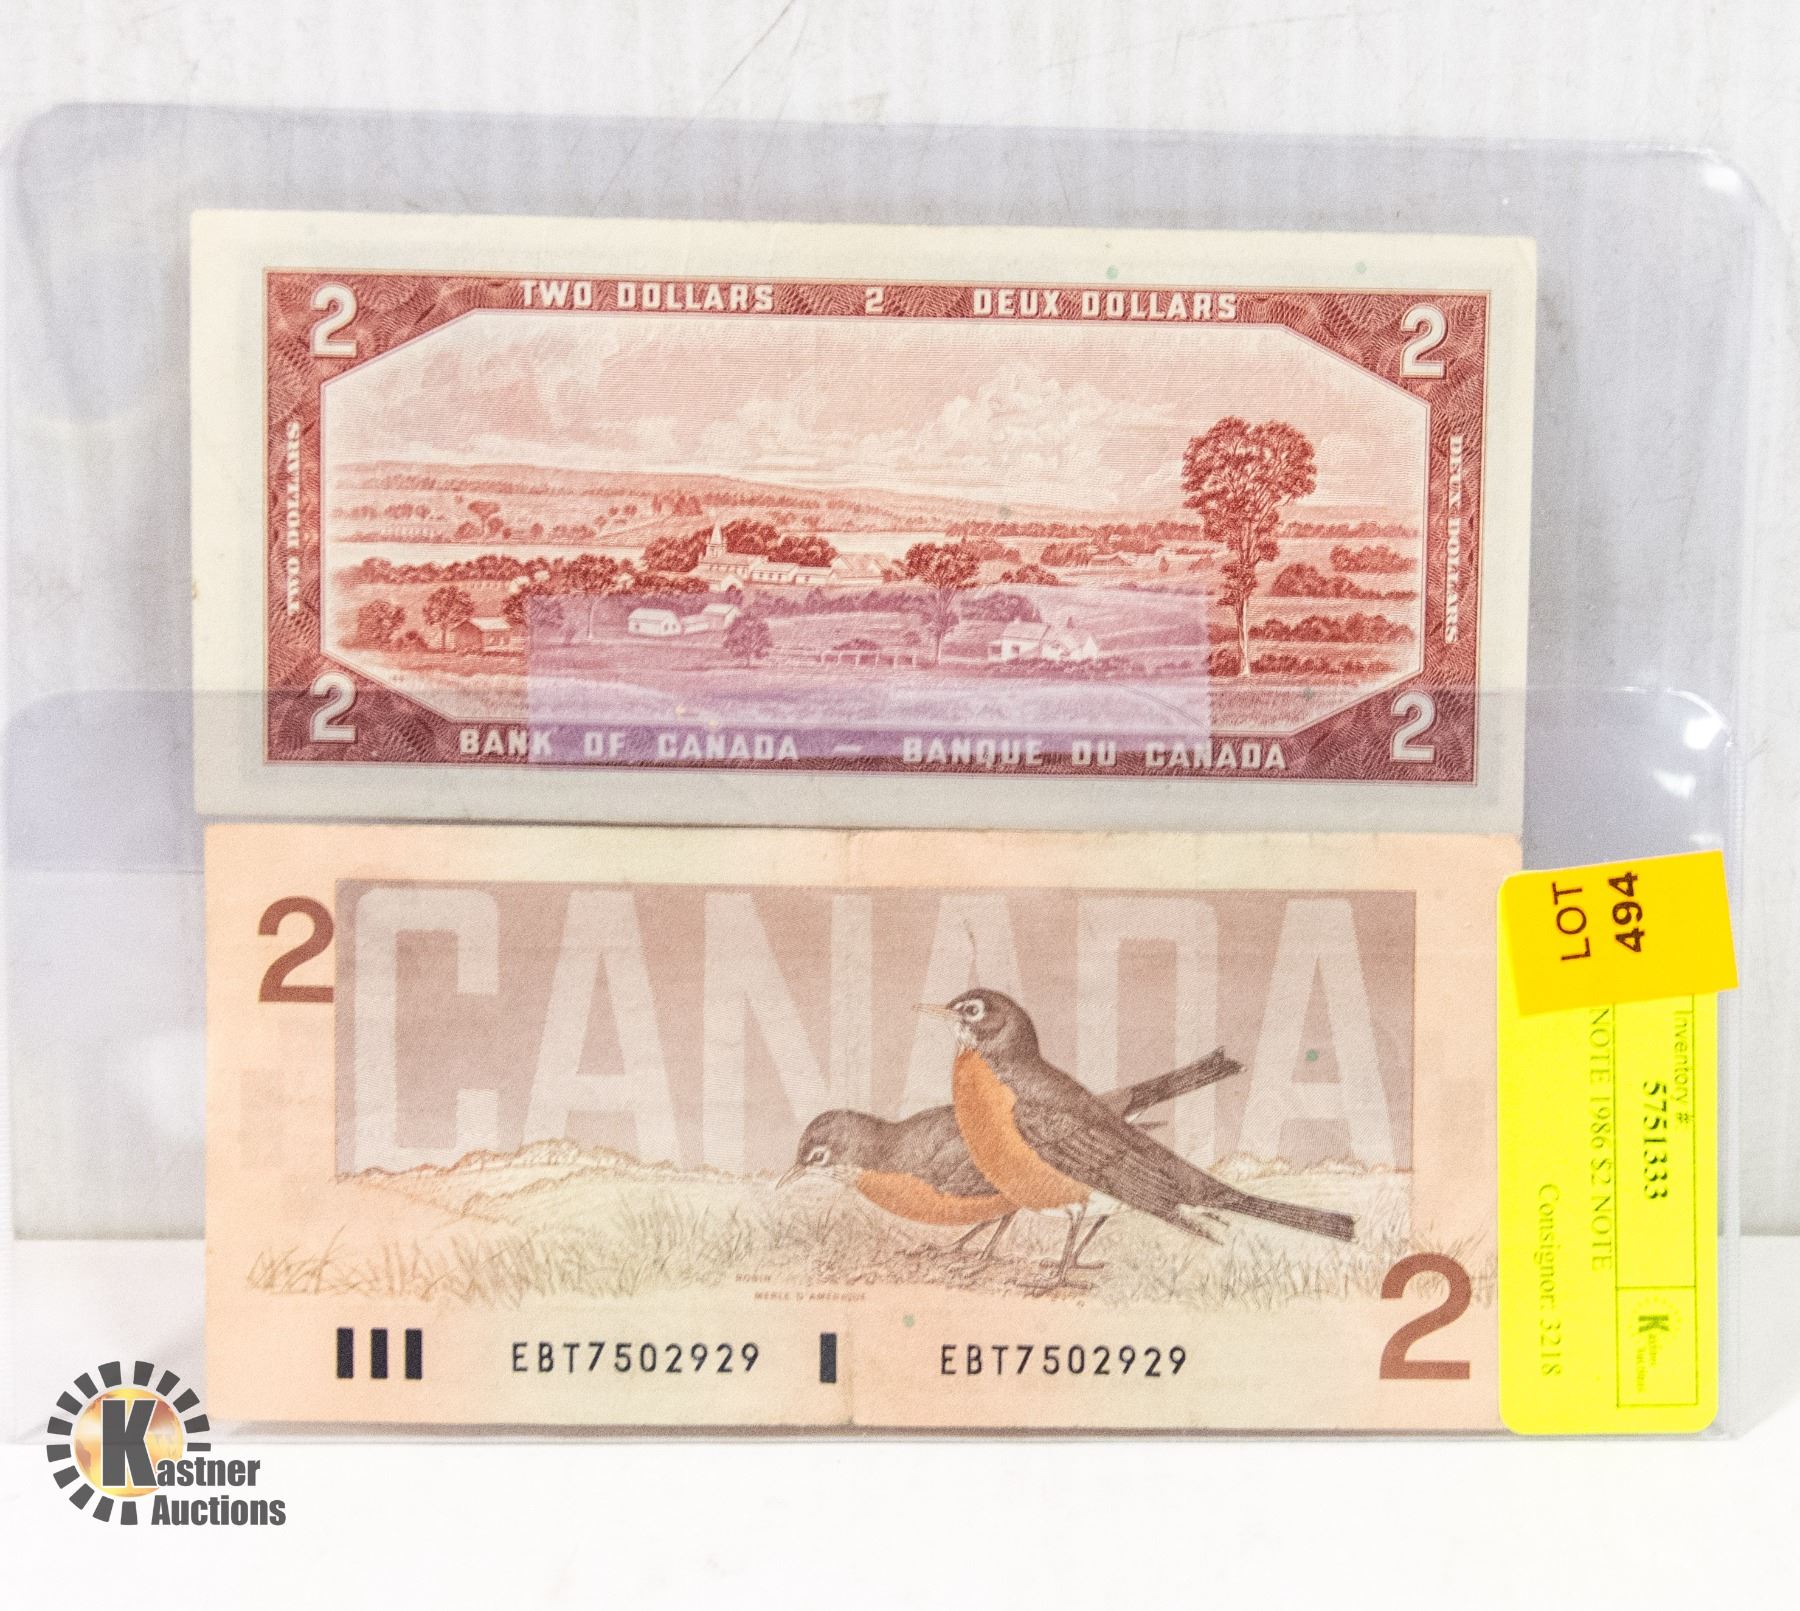 2 TWO DOLLARS 2 DEUX DOLLARS 2
TWO DOLLARS
DEUX DOLLARS
2 BANK OF CANADA — BANQUE DU CANADA 2
2
CANADA
ROBIN
MERLE D'AMÉRIQUE
EBT7502929 EBT7502929
2
LOT
494
Inventory #
5751333
NOTE 1986 $2 NOTE
Consignor: 3218
Kastner
Auctions
Kastner
Auctions